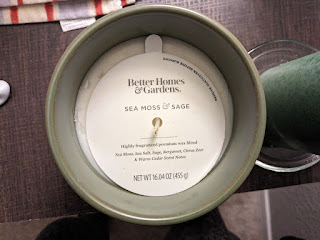 Better Homes
& Gardens.
SEA MOSS & SAGE
Highly fragranced premium wax blend
Sea Moss, Sea Salt, Sage, Bergamot, Citrus Zest
& Warm Cedar Scent Notes
NET WT 16.04 OZ (455 g)